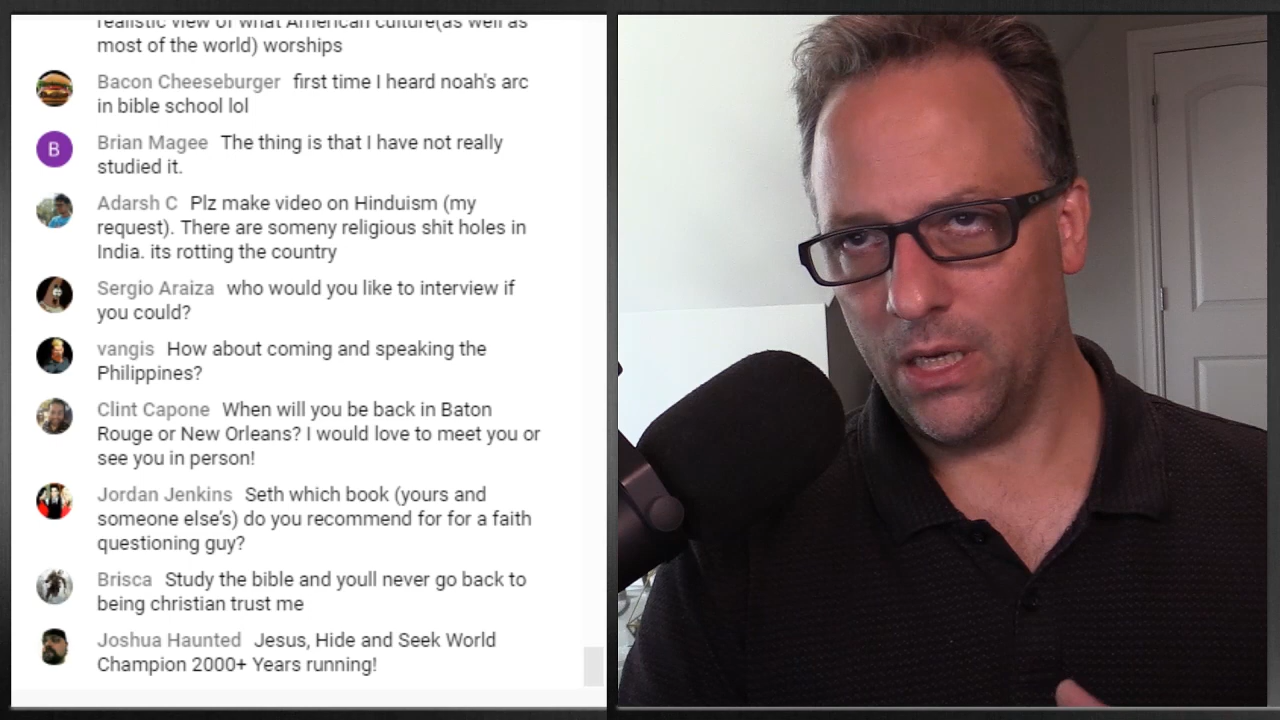 realistic view of what American culture(as well as
most of the world) worships
Bacon Cheeseburger first time I heard noah's arc
in bible school lol
B
Brian Magee The thing is that I have not really
studied it.
Adarsh C Plz make video on Hinduism (my
request). There are someny religious shit holes in
India. its rotting the country
Sergio Araiza who would you like to interview if
you could?
vangis How about coming and speaking the
Philippines?
Clint Capone When will you be back in Baton
Rouge or New Orleans? I would love to meet you or
see you in person!
Jordan Jenkins Seth which book (yours and
someone else's) do you recommend for for a faith
questioning guy?
Brisca Study the bible and youll never go back to
being christian trust me
Joshua Haunted Jesus, Hide and Seek World
Champion 2000+ Years running!